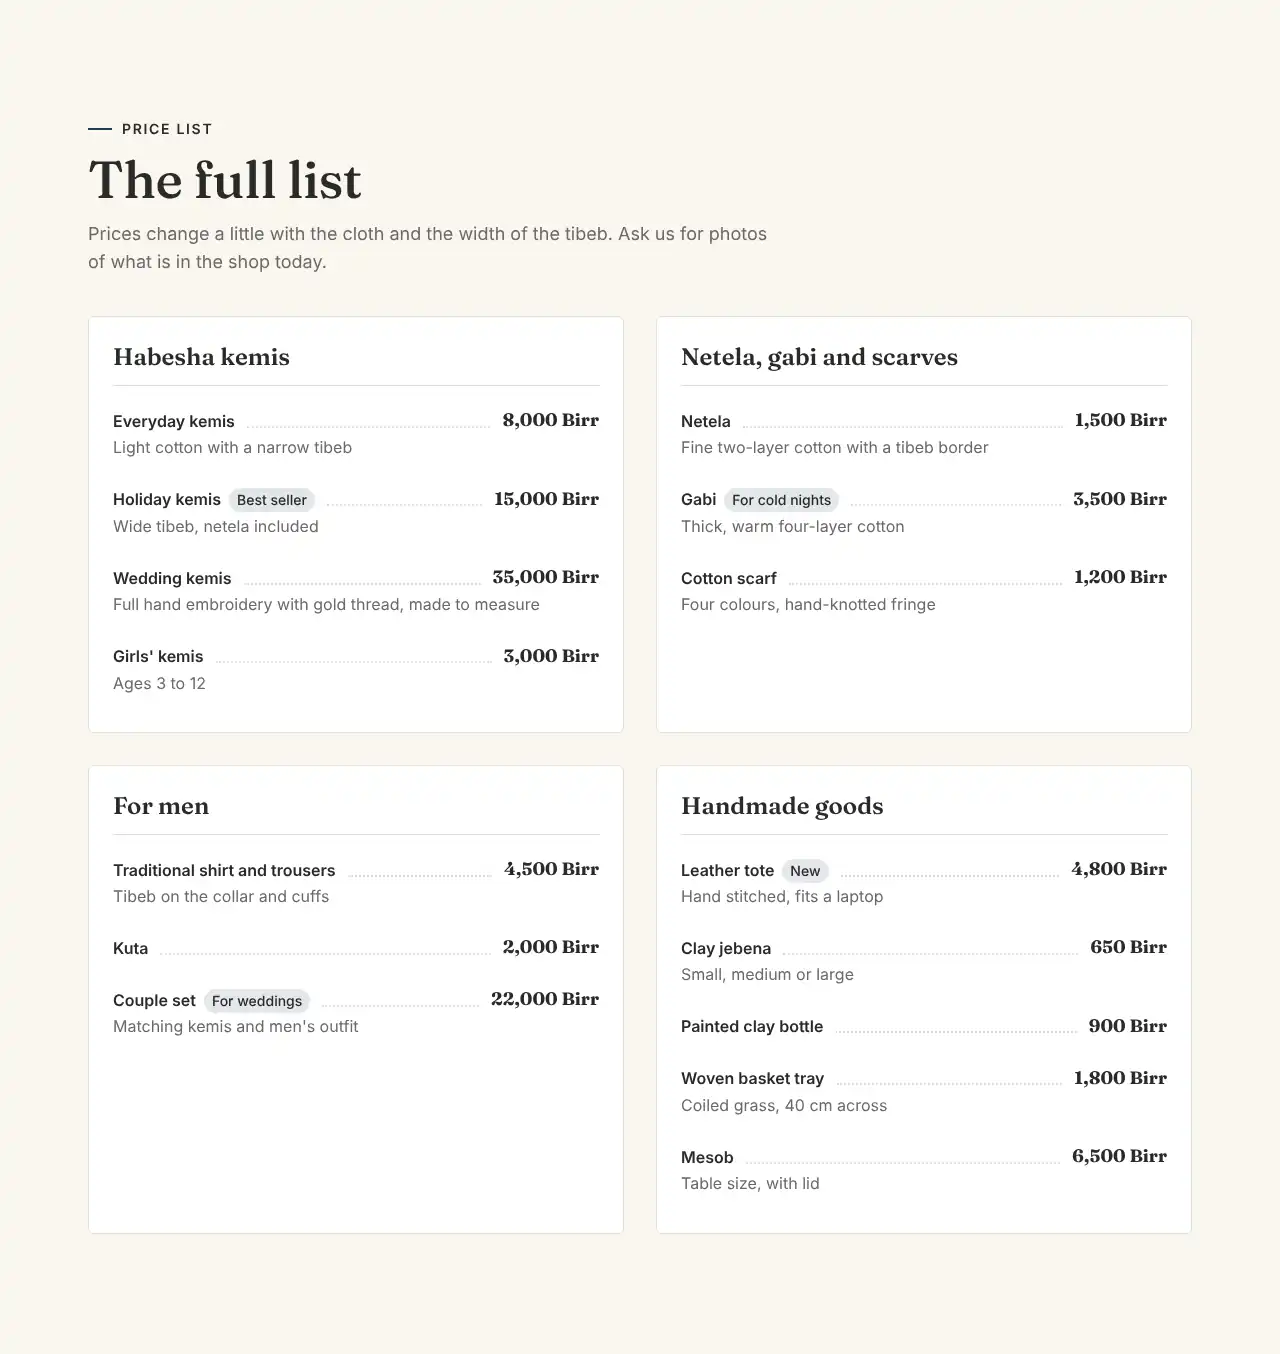 PRICE LIST
The full list
Prices change a little with the cloth and the width of the tibeb. Ask us for photos
of what is in the shop today.
Habesha kemis
Everyday kemis 8,000 Birr
Light cotton with a narrow tibeb
Holiday kemis Best seller 15,000 Birr
Wide tibeb, netela included
Wedding kemis 35,000 Birr
Full hand embroidery with gold thread, made to measure
Girls' kemis 3,000 Birr
Ages 3 to 12
Netela, gabi and scarves
Netela 1,500 Birr
Fine two-layer cotton with a tibeb border
Gabi For cold nights 3,500 Birr
Thick, warm four-layer cotton
Cotton scarf 1,200 Birr
Four colours, hand-knotted fringe
For men
Traditional shirt and trousers 4,500 Birr
Tibeb on the collar and cuffs
Kuta 2,000 Birr
Couple set For weddings 22,000 Birr
Matching kemis and men's outfit
Handmade goods
Leather tote New 4,800 Birr
Hand stitched, fits a laptop
Clay jebena 650 Birr
Small, medium or large
Painted clay bottle 900 Birr
Woven basket tray 1,800 Birr
Coiled grass, 40 cm across
Mesob 6,500 Birr
Table size, with lid